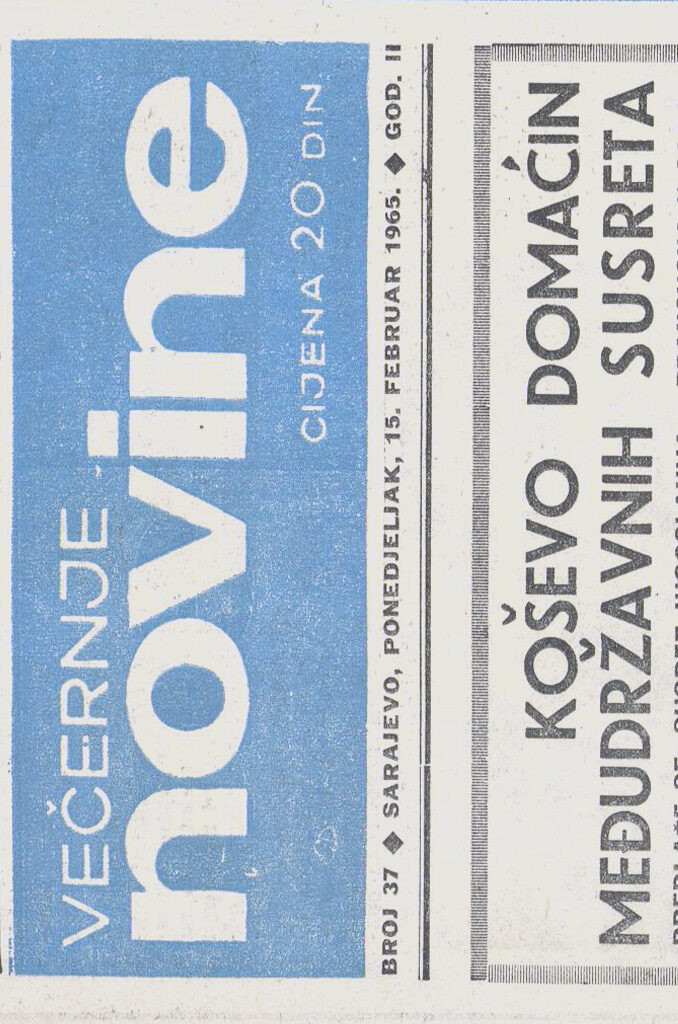 VEČERNJE
novine
CIJENA 20 DIN
BROJ 37 ◆ SARAJEVO, PONEDJELJAK, 15. FEBRUAR 1965. ◆ GOD. II
KOŠEVO DOMAĆIN
MEĐUDRŽAVNIH SUSRETA